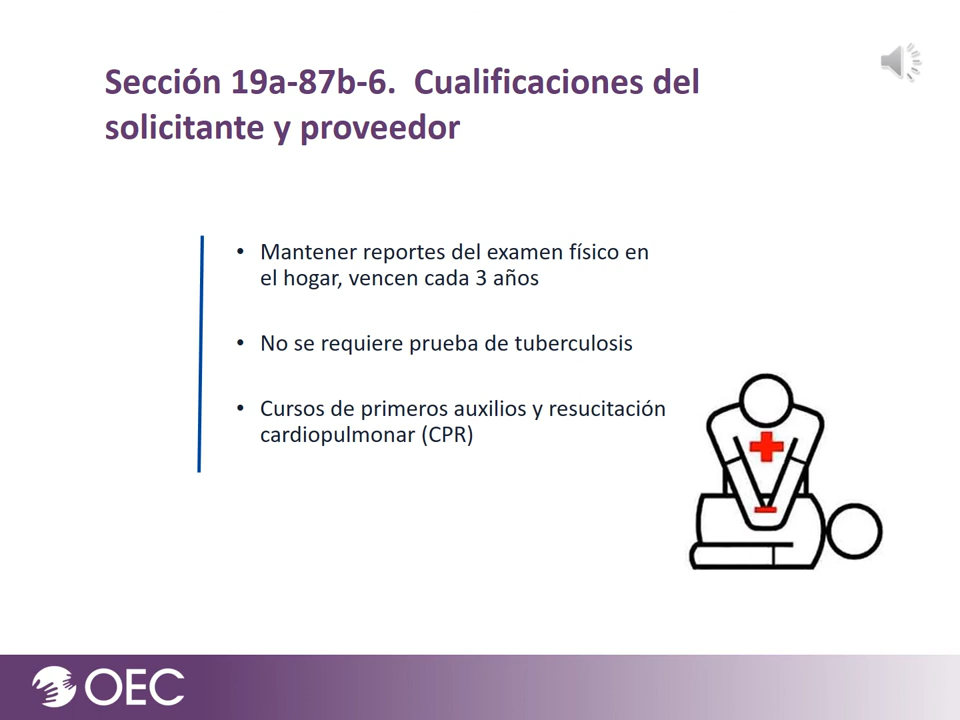 Sección 19a-87b-6. Cualificaciones del
solicitante y proveedor
• Mantener reportes del examen físico en
el hogar, vencen cada 3 años
• No se requiere prueba de tuberculosis
• Cursos de primeros auxilios y resucitación
cardiopulmonar (CPR)
OEC